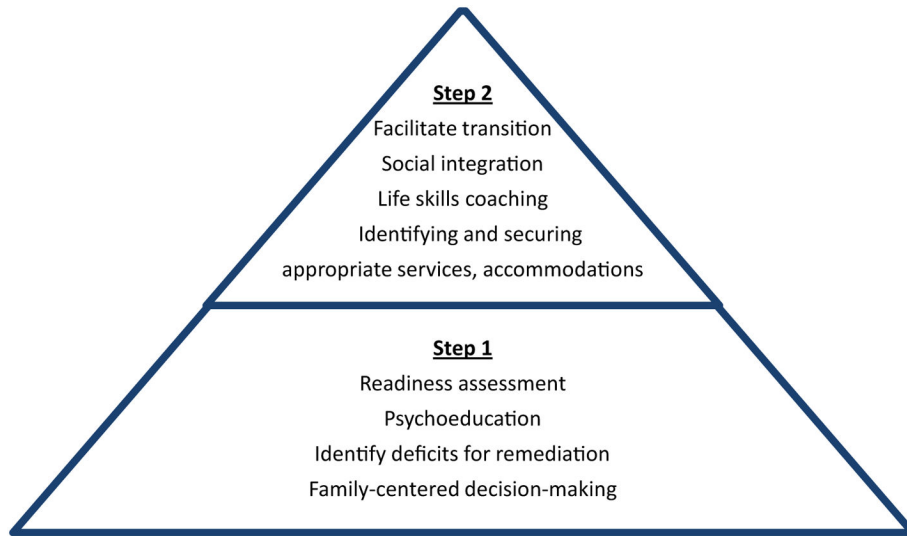 Step 2
Facilitate transition
Social integration
Life skills coaching
Identifying and securing
appropriate services, accommodations
Step 1
Readiness assessment
Psychoeducation
Identify deficits for remediation
Family-centered decision-making